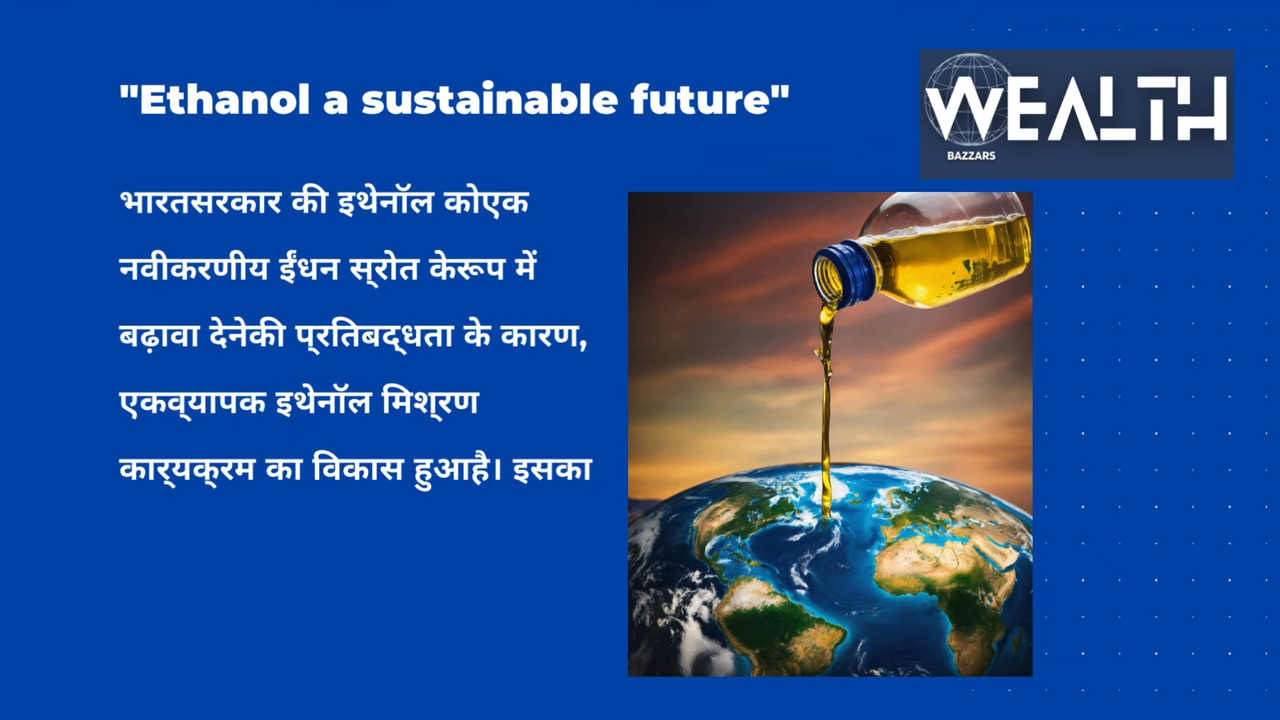 "Ethanol a sustainable future"
WEALTH
BAZZARS
भारतसरकार की इथेनॉल कोएक
नवीकरणीय ईंधन स्रोत केरूप में
बढ़ावा देनेकी प्रतिबद्धता के कारण,
एकव्यापक इथेनॉल मिश्रण
कार्यक्रम का विकास हुआहै। इसका